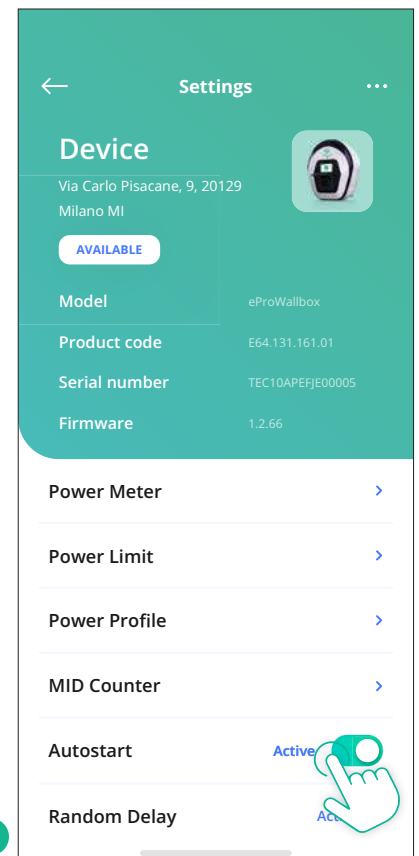 Settings
Device
Via Carlo Pisacane, 9, 20129
Milano MI
AVAILABLE
Model eProWallbox
Product code E64.131.161.01
Serial number TEC10APEFJE00005
Firmware 1.2.66
Power Meter
Power Limit
Power Profile
MID Counter
Autostart Active
Random Delay